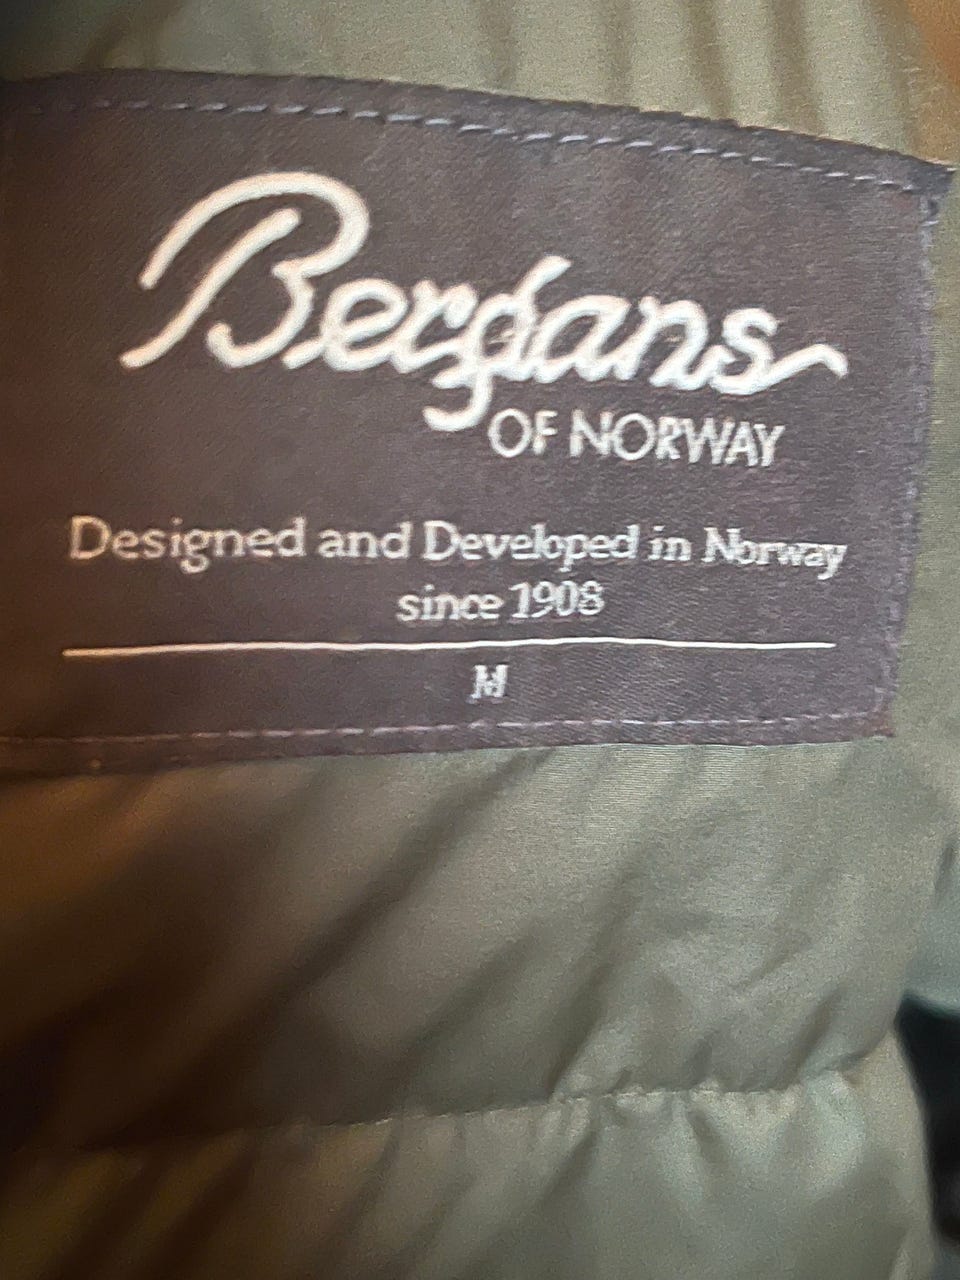 Bergans
OF NORWAY
Designed and Developed in Norway
since 1908
M